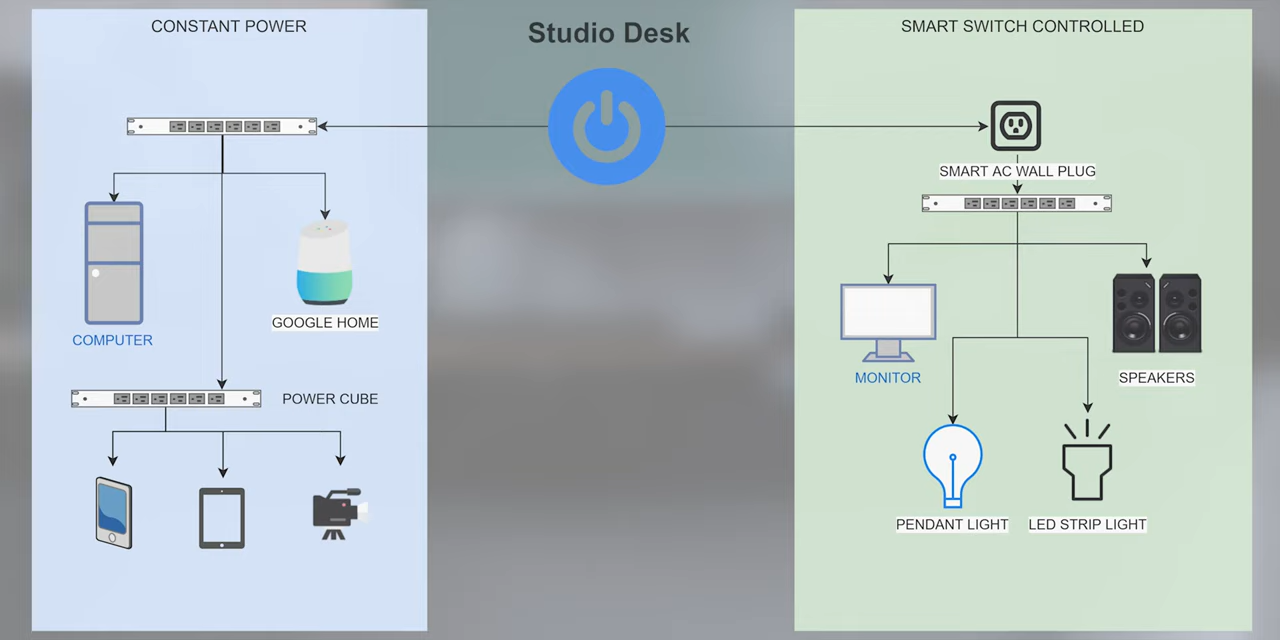 CONSTANT POWER
Studio Desk
SMART SWITCH CONTROLLED
SMART AC WALL PLUG
GOOGLE HOME
COMPUTER
MONITOR
SPEAKERS
POWER CUBE
PENDANT LIGHT
LED STRIP LIGHT